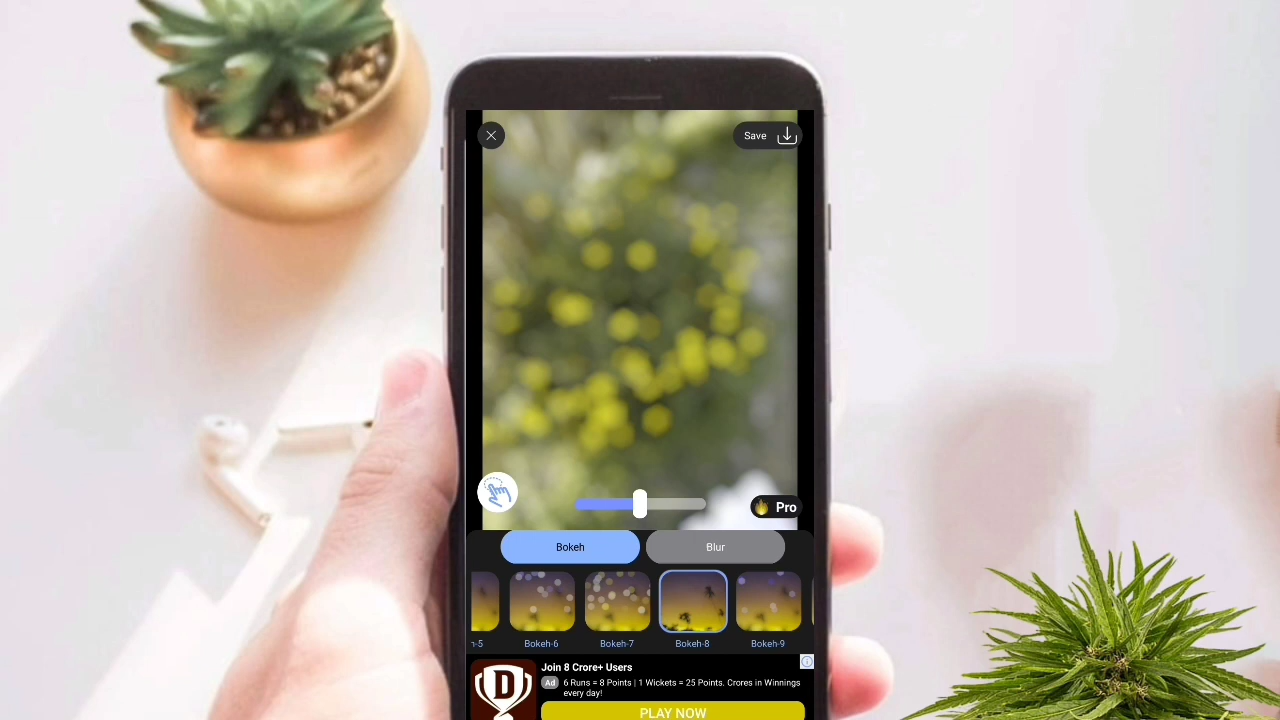 Save
Pro
Bokeh
Blur
h-5
Bokeh-6
Bokeh-7
Bokeh-8
Bokeh-9
Join 8 Crore+ Users
Ad 6 Runs = 8 Points | 1 Wickets = 25 Points. Crores in Winnings
every day!
D
PLAY NOW